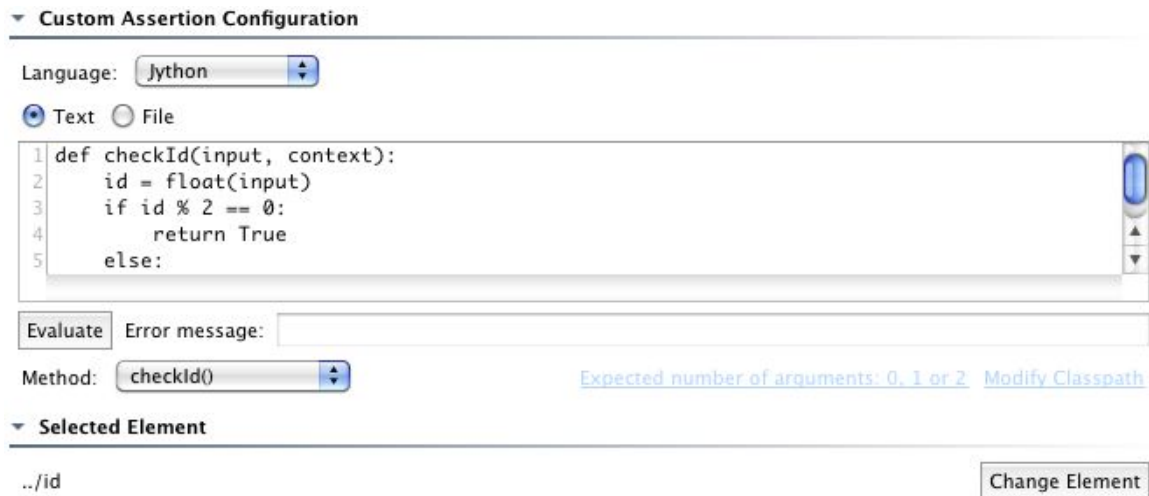 Custom Assertion Configuration
Language: Jython
Text File
1 def checkId(input, context):
2 id = float(input)
3 if id % 2 == 0:
4 return True
5 else:
Evaluate Error message:
Method: checkId() Expected number of arguments: 0, 1 or 2 Modify Classpath
Selected Element
../id Change Element